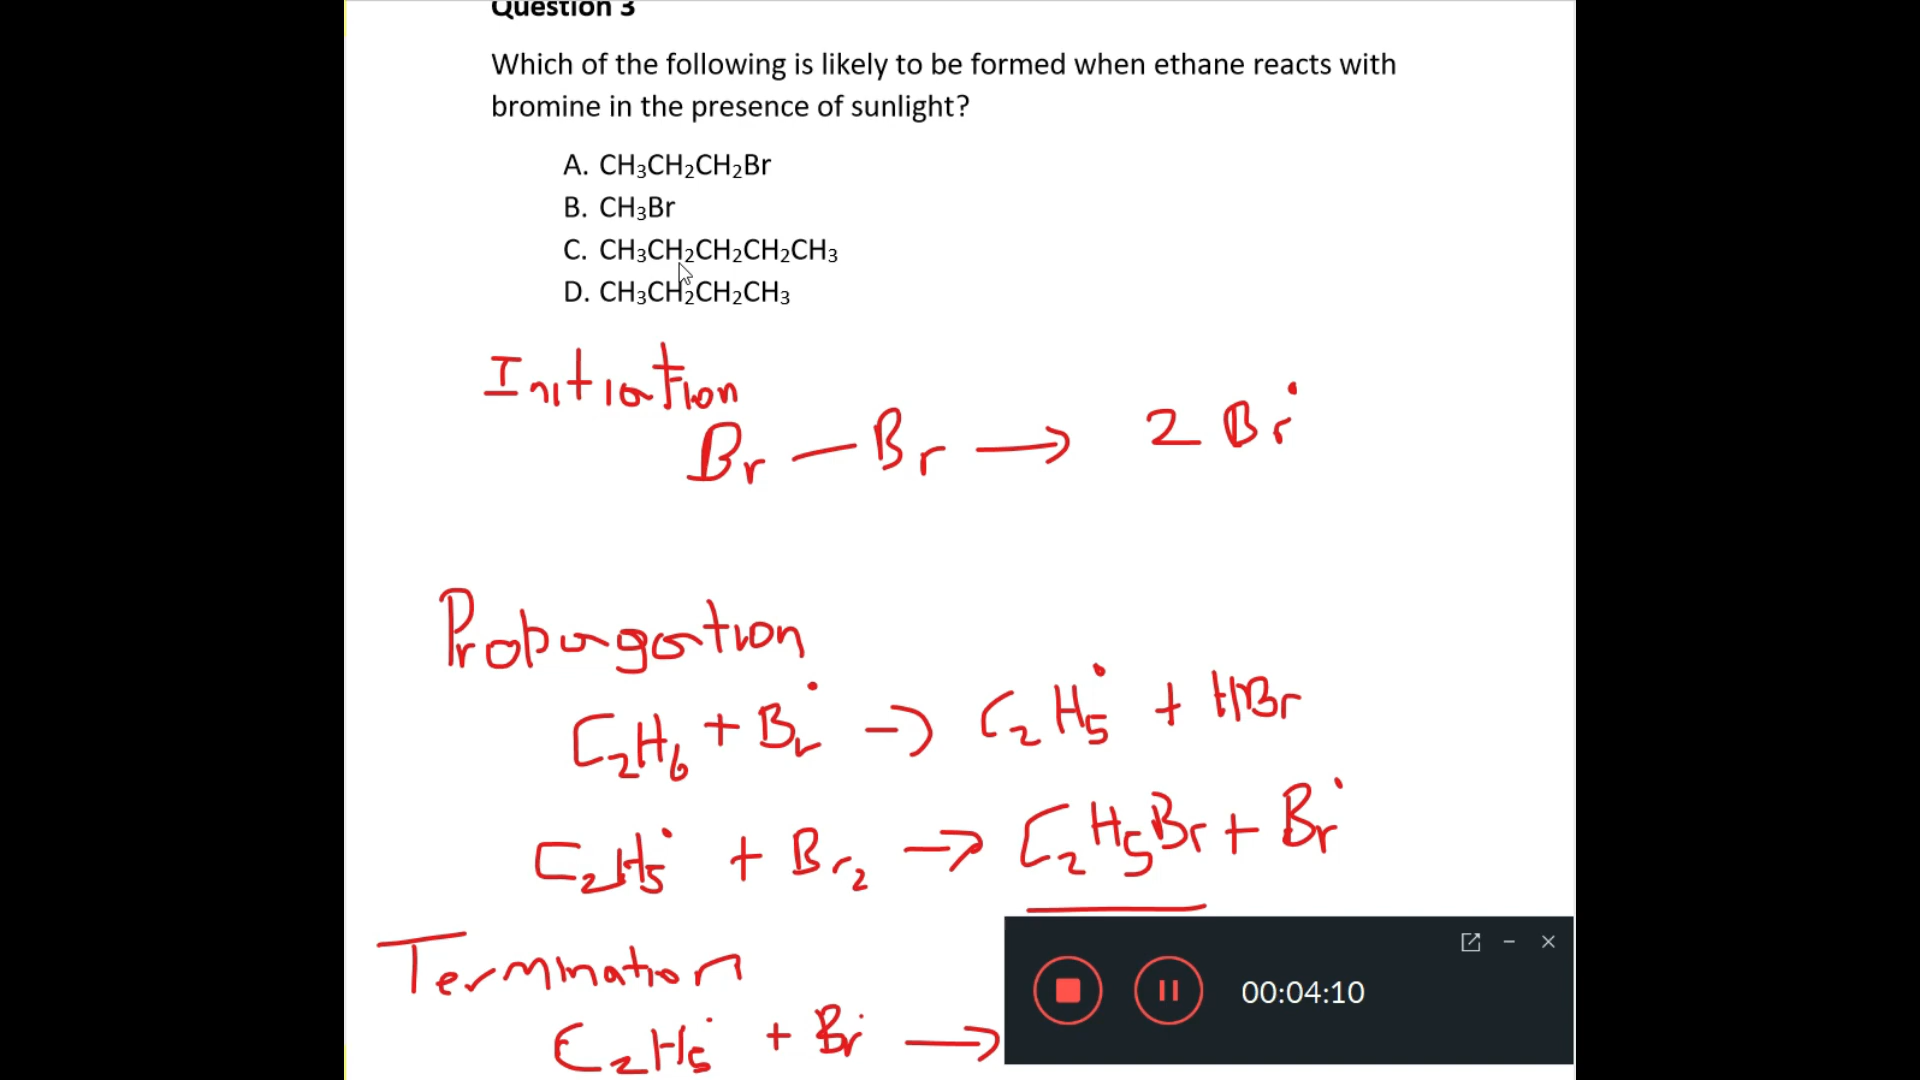 Question 3
Which of the following is likely to be formed when ethane reacts with
bromine in the presence of sunlight?
A. CH₃CH₂CH₂Br
B. CH₃Br
C. CH₃CH₂CH₂CH₂CH₃
D. CH₃CH₂CH₂CH₃
Initiation
Br — Br → 2 Br•
Propagation
C₂H₆ + Br• → C₂H₅• + HBr
C₂H₅• + Br₂ → C₂H₅Br + Br•
Termination
C₂H₅• + Br• →
00:04:10